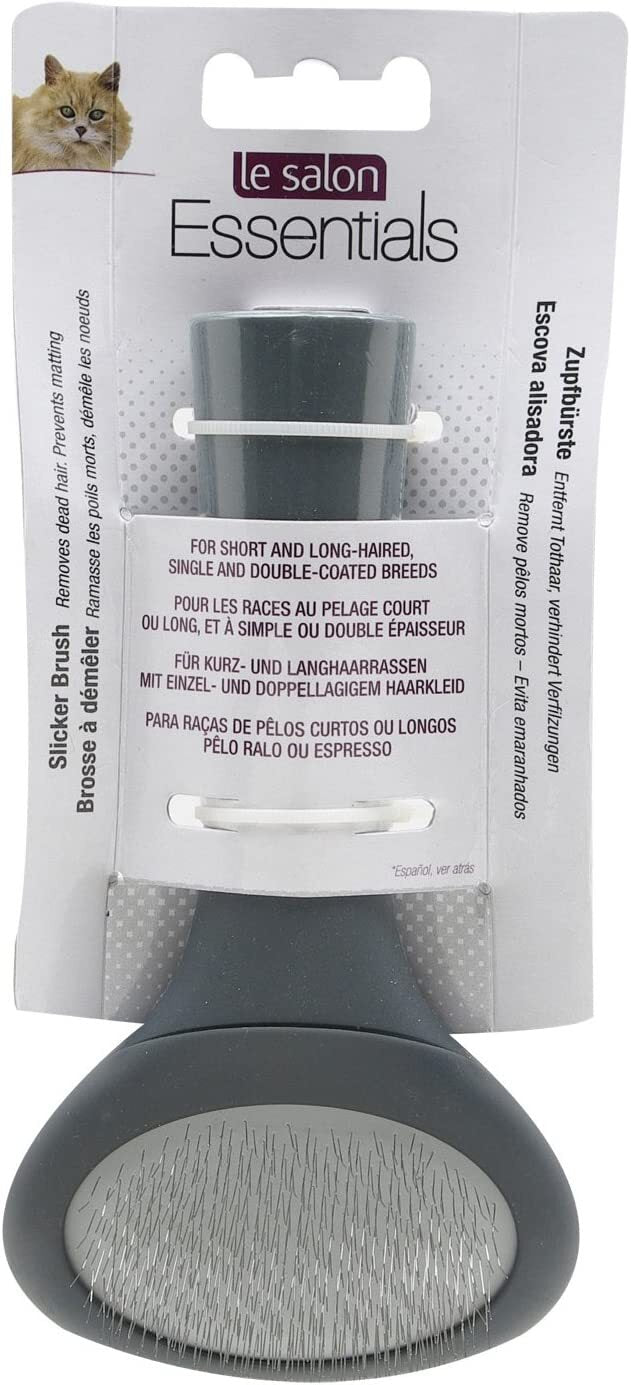 le salon
Essentials
Slicker Brush Removes dead hair. Prevents matting
Brosse à démêler Ramasse les poils morts, démêle les noeuds
Zupfbürste Entfernt Tothaar, verhindert Verfilzungen
Escova alisadora Remove pêlos mortos – Evita emaranhados
FOR SHORT AND LONG-HAIRED,
SINGLE AND DOUBLE-COATED BREEDS
POUR LES RACES AU PELAGE COURT
OU LONG, ET À SIMPLE OU DOUBLE ÉPAISSEUR
FÜR KURZ- UND LANGHAARRASSEN
MIT EINZEL- UND DOPPELLAGIGEM HAARKLEID
PARA RAÇAS DE PÊLOS CURTOS OU LONGOS
PÊLO RALO OU ESPRESSO
*Español, ver atrás